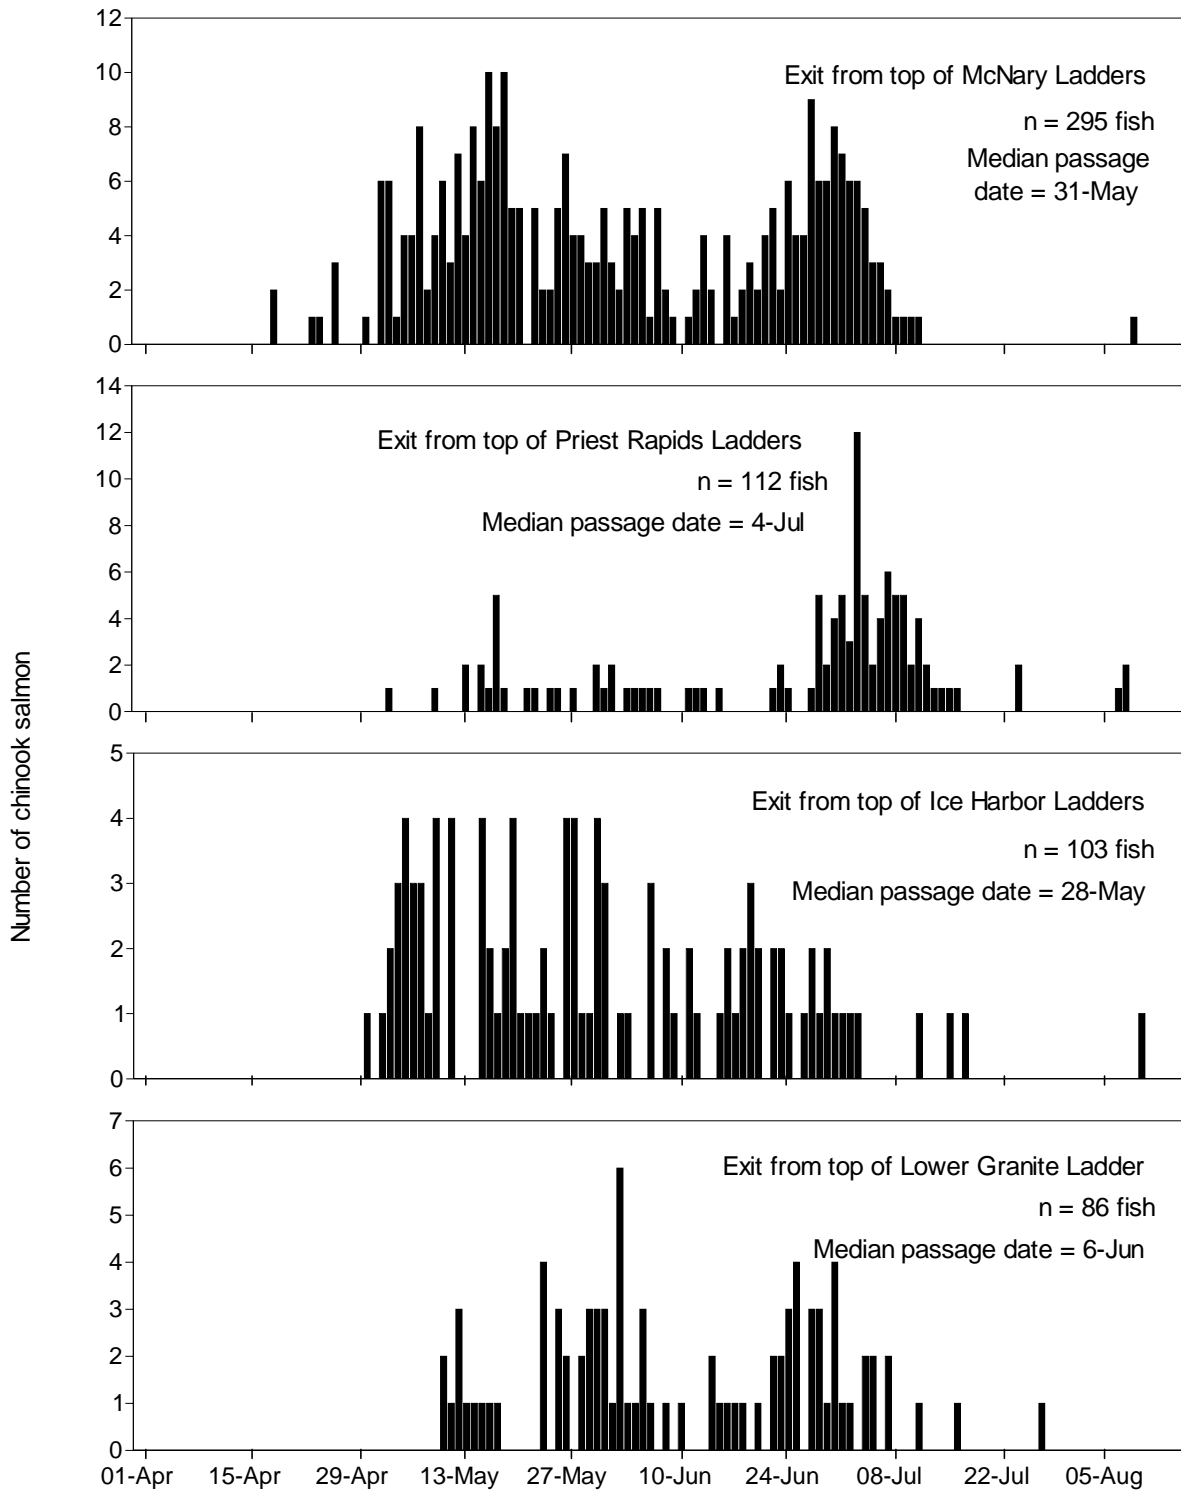 Number of chinook salmon
12
10
8
6
4
2
0
Exit from top of McNary Ladders
n = 295 fish
Median passage
date = 31-May
14
12
10
8
6
4
2
0
Exit from top of Priest Rapids Ladders
n = 112 fish
Median passage date = 4-Jul
5
4
3
2
1
0
Exit from top of Ice Harbor Ladders
n = 103 fish
Median passage date = 28-May
7
6
5
4
3
2
1
0
Exit from top of Lower Granite Ladder
n = 86 fish
Median passage date = 6-Jun
01-Apr 15-Apr 29-Apr 13-May 27-May 10-Jun 24-Jun 08-Jul 22-Jul 05-Aug